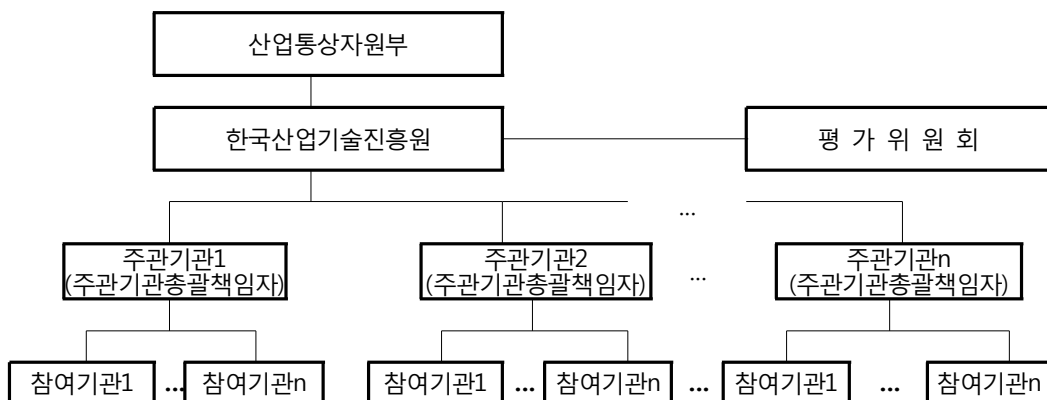 산업통상자원부
한국산업기술진흥원
평 가 위 원 회
...
주관기관1
(주관기관총괄책임자)
주관기관2
(주관기관총괄책임자)
...
주관기관n
(주관기관총괄책임자)
참여기관1 ... 참여기관n 참여기관1 ... 참여기관n ... 참여기관1 ... 참여기관n